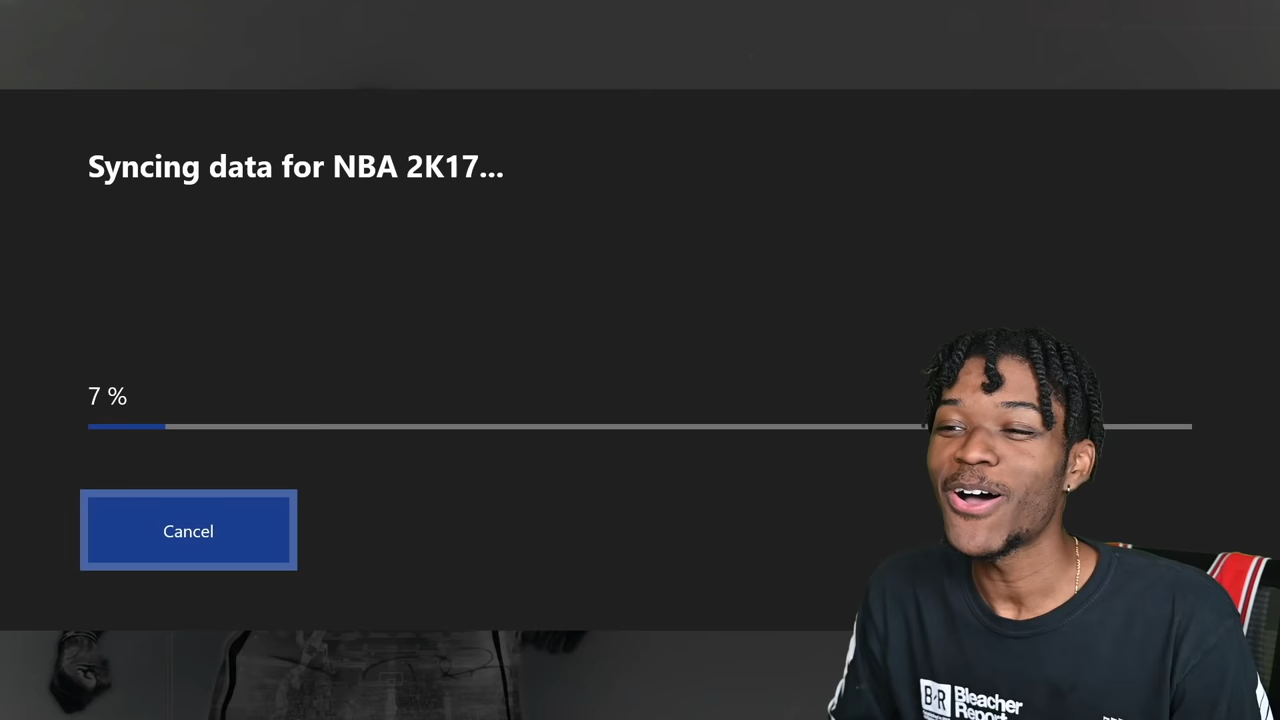 Syncing data for NBA 2K17...
7 %
Cancel
B/R
Bleacher
Report